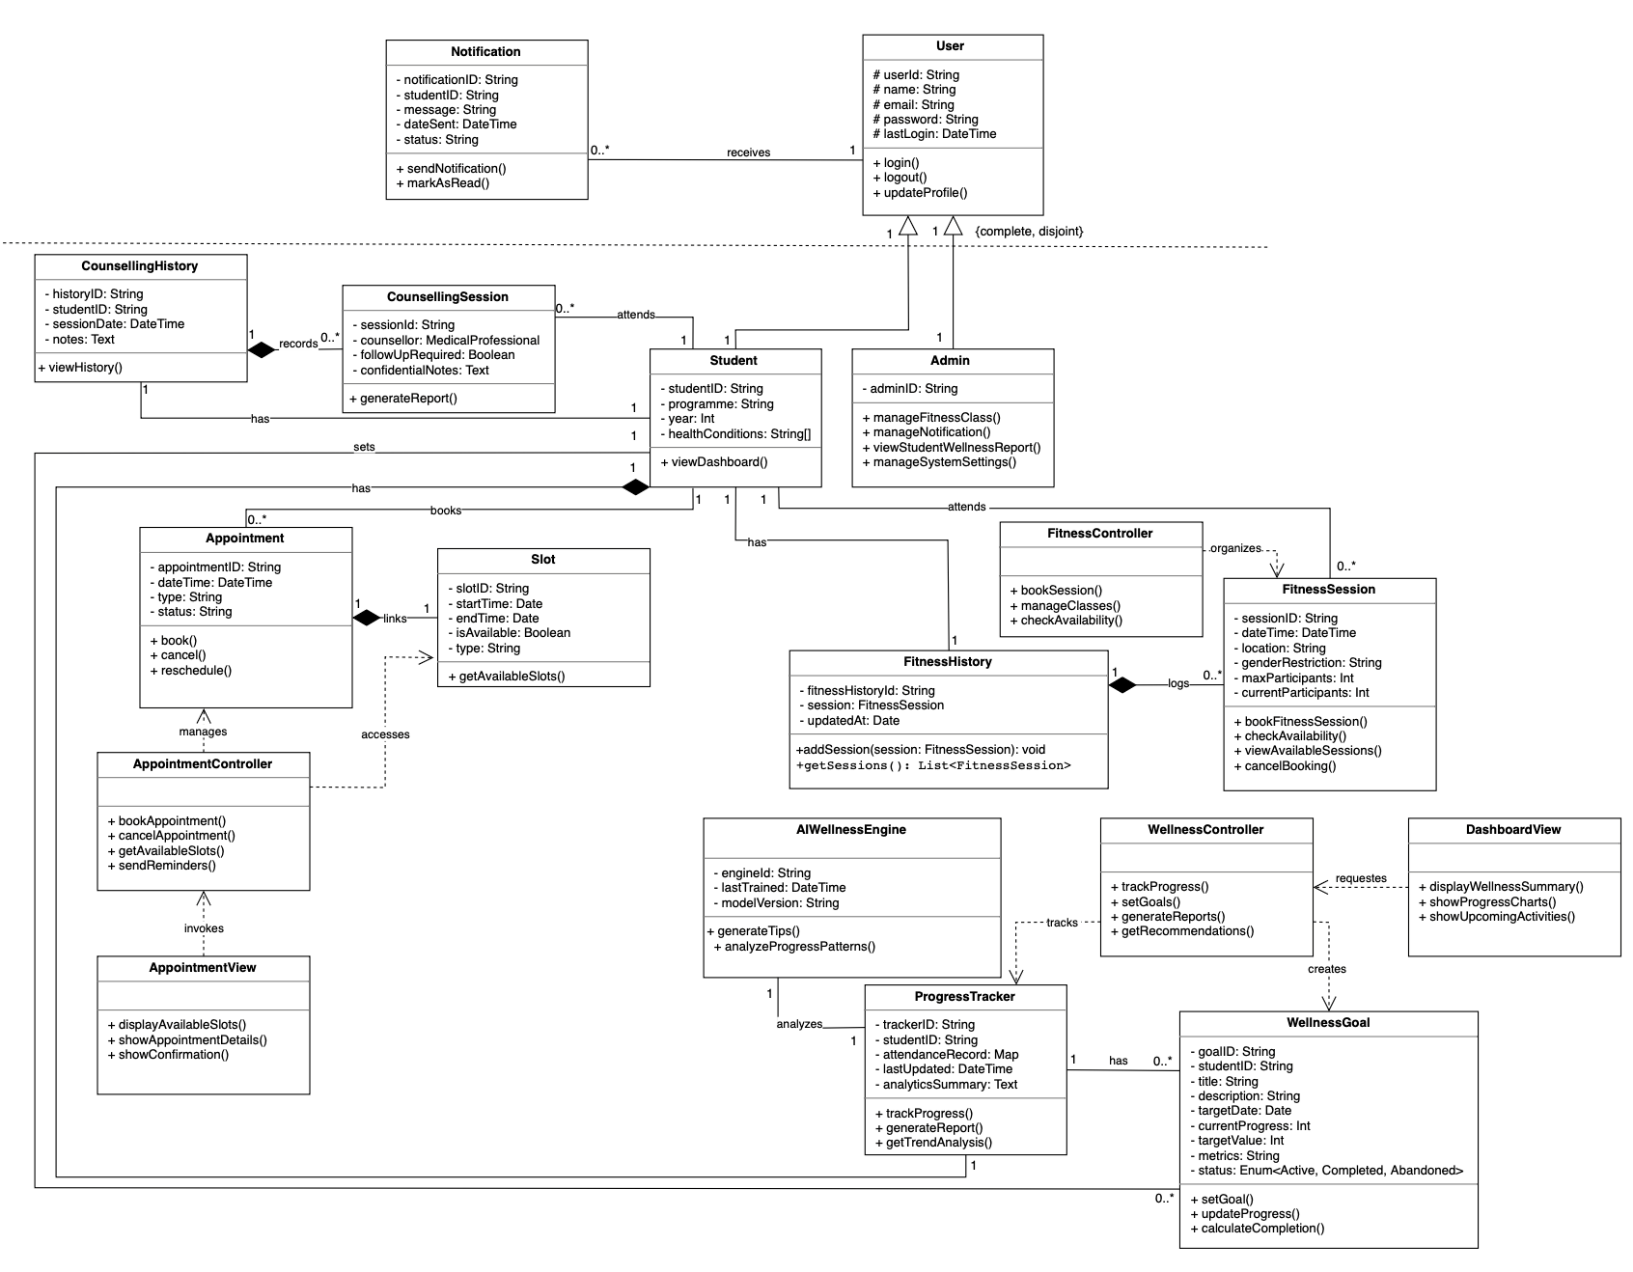 Notification
- notificationID: String
- studentID: String
- message: String
- dateSent: DateTime
- status: String
+ sendNotification()
+ markAsRead()
0..*
receives
1
User
# userId: String
# name: String
# email: String
# password: String
# lastLogin: DateTime
+ login()
+ logout()
+ updateProfile()
1
1
{complete, disjoint}
CounsellingHistory
- historyID: String
- studentID: String
- sessionDate: DateTime
- notes: Text
+ viewHistory()
1
records
0..*
CounsellingSession
- sessionId: String
- counsellor: MedicalProfessional
- followUpRequired: Boolean
- confidentialNotes: Text
+ generateReport()
0..*
attends
1
1
1
Student
- studentID: String
- programme: String
- year: Int
- healthConditions: String[]
+ viewDashboard()
Admin
- adminID: String
+ manageFitnessClass()
+ manageNotification()
+ viewStudentWellnessReport()
+ manageSystemSettings()
1
has
1
sets
1
has
1
books
1
0..*
1
has
1
1
attends
0..*
Appointment
- appointmentID: String
- dateTime: DateTime
- type: String
- status: String
+ book()
+ cancel()
+ reschedule()
1
links
1
Slot
- slotID: String
- startTime: Date
- endTime: Date
- isAvailable: Boolean
- type: String
+ getAvailableSlots()
FitnessController
+ bookSession()
+ manageClasses()
+ checkAvailability()
organizes
FitnessSession
- sessionID: String
- dateTime: DateTime
- location: String
- genderRestriction: String
- maxParticipants: Int
- currentParticipants: Int
+ bookFitnessSession()
+ checkAvailability()
+ viewAvailableSessions()
+ cancelBooking()
FitnessHistory
- fitnessHistoryId: String
- session: FitnessSession
- updatedAt: Date
+addSession(session: FitnessSession): void
+getSessions(): List<FitnessSession>
1
logs
0..*
manages
accesses
AppointmentController
+ bookAppointment()
+ cancelAppointment()
+ getAvailableSlots()
+ sendReminders()
invokes
AppointmentView
+ displayAvailableSlots()
+ showAppointmentDetails()
+ showConfirmation()
AIWellnessEngine
- engineId: String
- lastTrained: DateTime
- modelVersion: String
+ generateTips()
+ analyzeProgressPatterns()
1
analyzes
1
WellnessController
+ trackProgress()
+ setGoals()
+ generateReports()
+ getRecommendations()
requestes
DashboardView
+ displayWellnessSummary()
+ showProgressCharts()
+ showUpcomingActivities()
tracks
creates
ProgressTracker
- trackerID: String
- studentID: String
- attendanceRecord: Map
- lastUpdated: DateTime
- analyticsSummary: Text
+ trackProgress()
+ generateReport()
+ getTrendAnalysis()
1
has
0..*
1
WellnessGoal
- goalID: String
- studentID: String
- title: String
- description: String
- targetDate: Date
- currentProgress: Int
- targetValue: Int
- metrics: String
- status: Enum<Active, Completed, Abandoned>
+ setGoal()
+ updateProgress()
+ calculateCompletion()
0..*